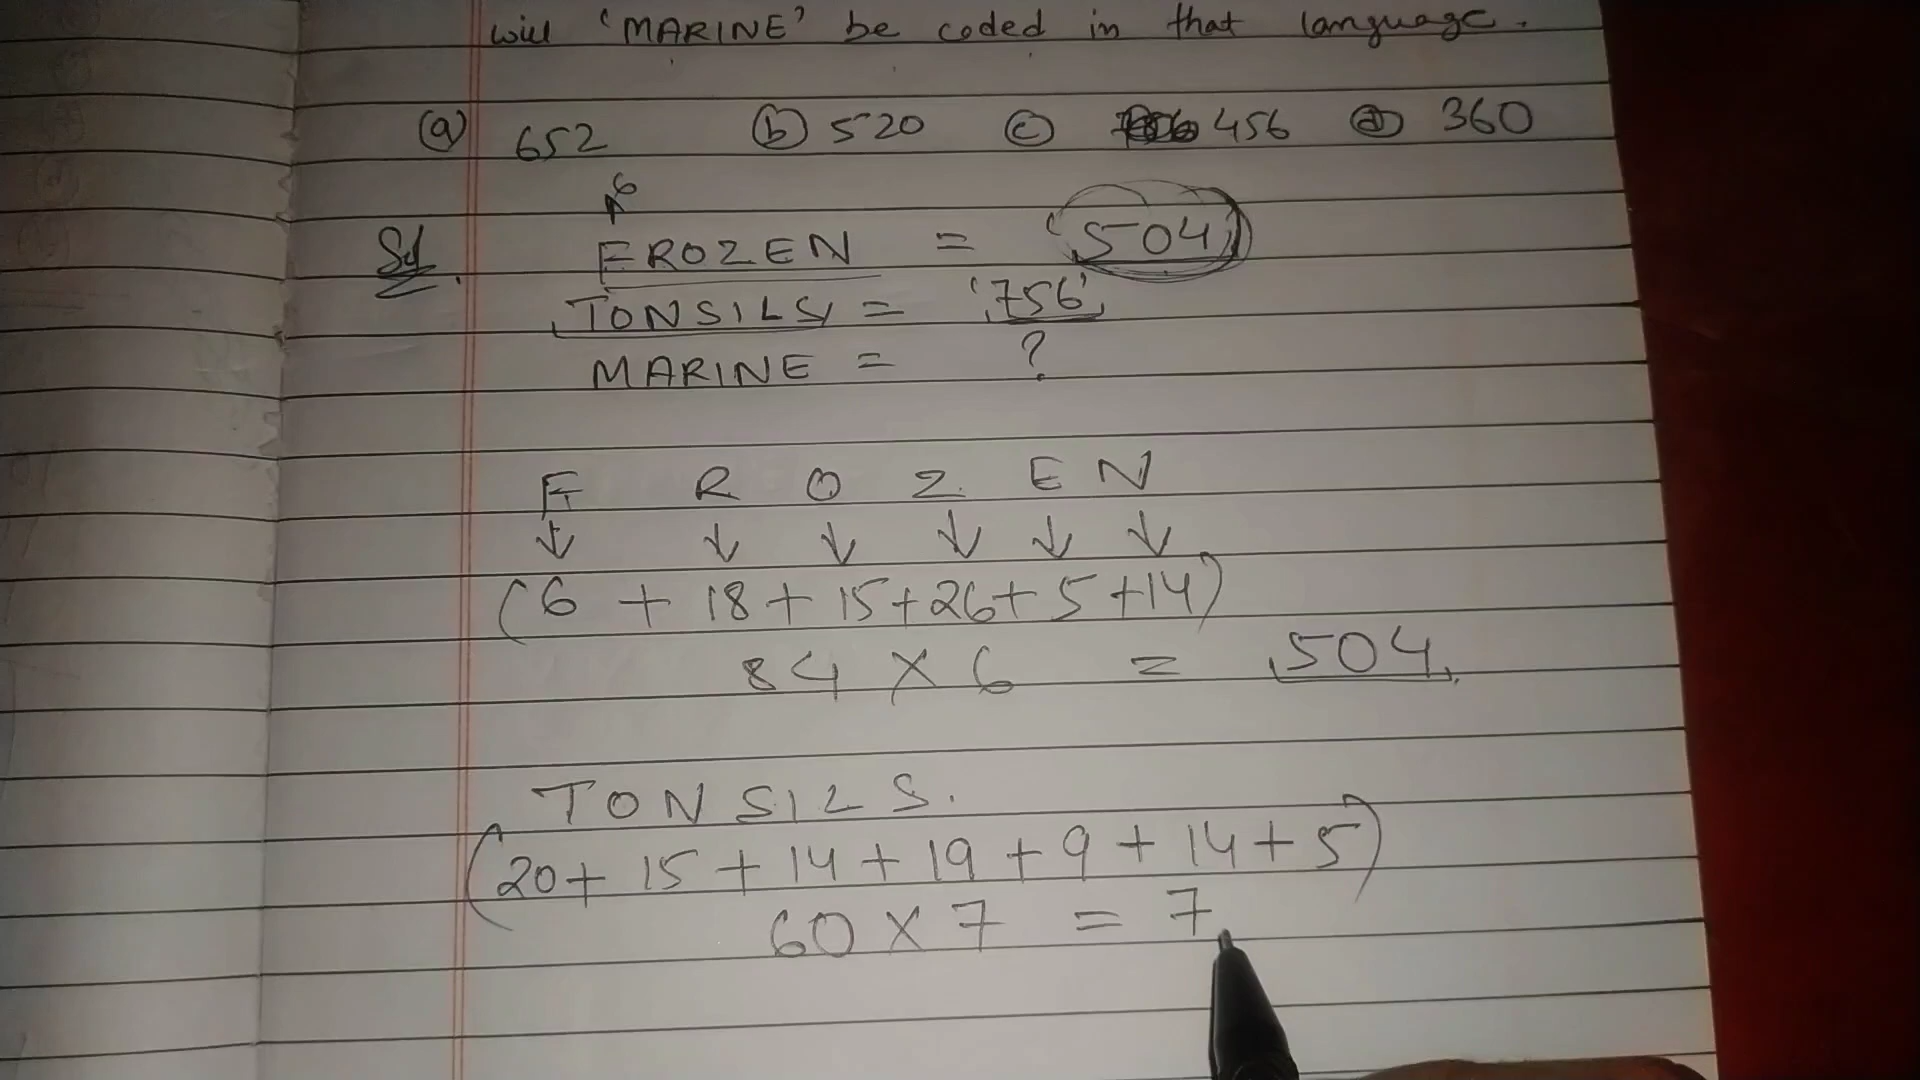 will 'MARINE' be coded in that language.
(a) 652 (b) 520 (c) 456 (d) 360
6
Sol. FROZEN = '504'
TONSILS = '756'
MARINE = ?
F R O Z E N
↓ ↓ ↓ ↓ ↓ ↓
(6 + 18 + 15 + 26 + 5 + 14)
84 × 6 = 504
TONSILS.
(20 + 15 + 14 + 19 + 9 + 14 + 5)
60 × 7 = 7